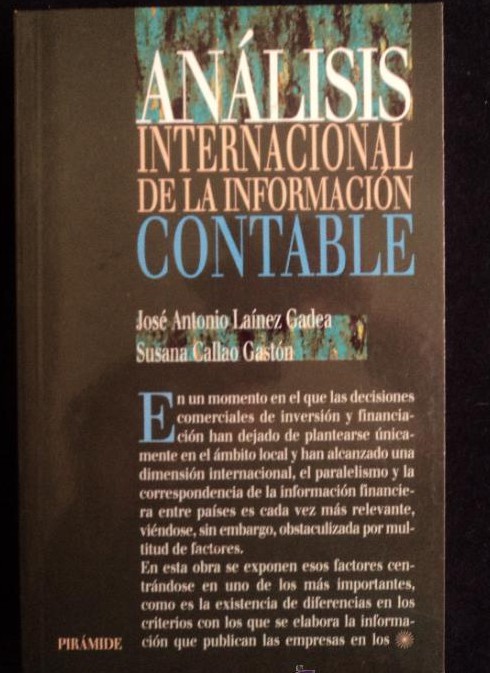 ANÁLISIS
INTERNACIONAL
DE LA INFORMACIÓN
CONTABLE
José Antonio Laínez Gadea
Susana Callao Gastón
En un momento en el que las decisiones
comerciales de inversión y financia-
ción han dejado de plantearse única-
mente en el ámbito local y han alcanzado una
dimensión internacional, el paralelismo y la
correspondencia de la información financie-
ra entre países es cada vez más relevante,
viéndose, sin embargo, obstaculizada por mul-
titud de factores.
En esta obra se exponen esos factores cen-
trándose en uno de los más importantes,
como es la existencia de diferencias en los
criterios con los que se elabora la informa-
ción que publican las empresas en los
PIRÁMIDE